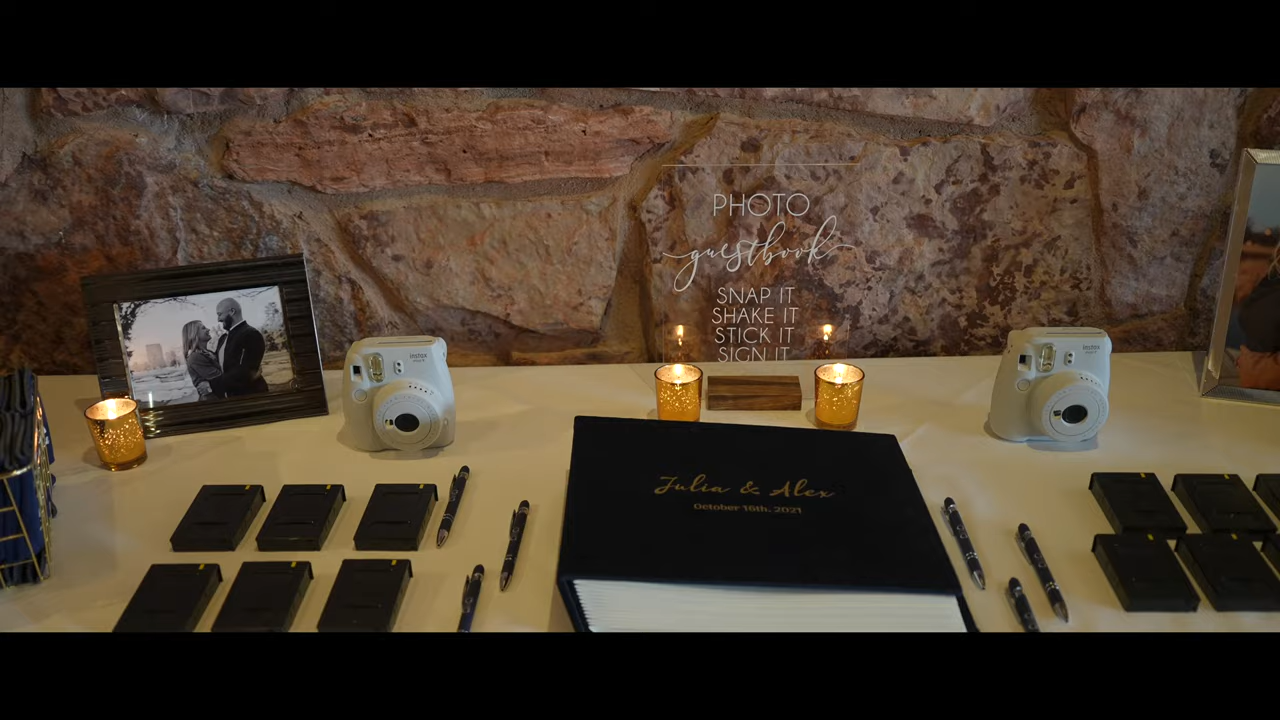 PHOTO
guestbook
SNAP IT
SHAKE IT
STICK IT
SIGN IT
instax
instax
Julia & Alex
October 16th, 2021